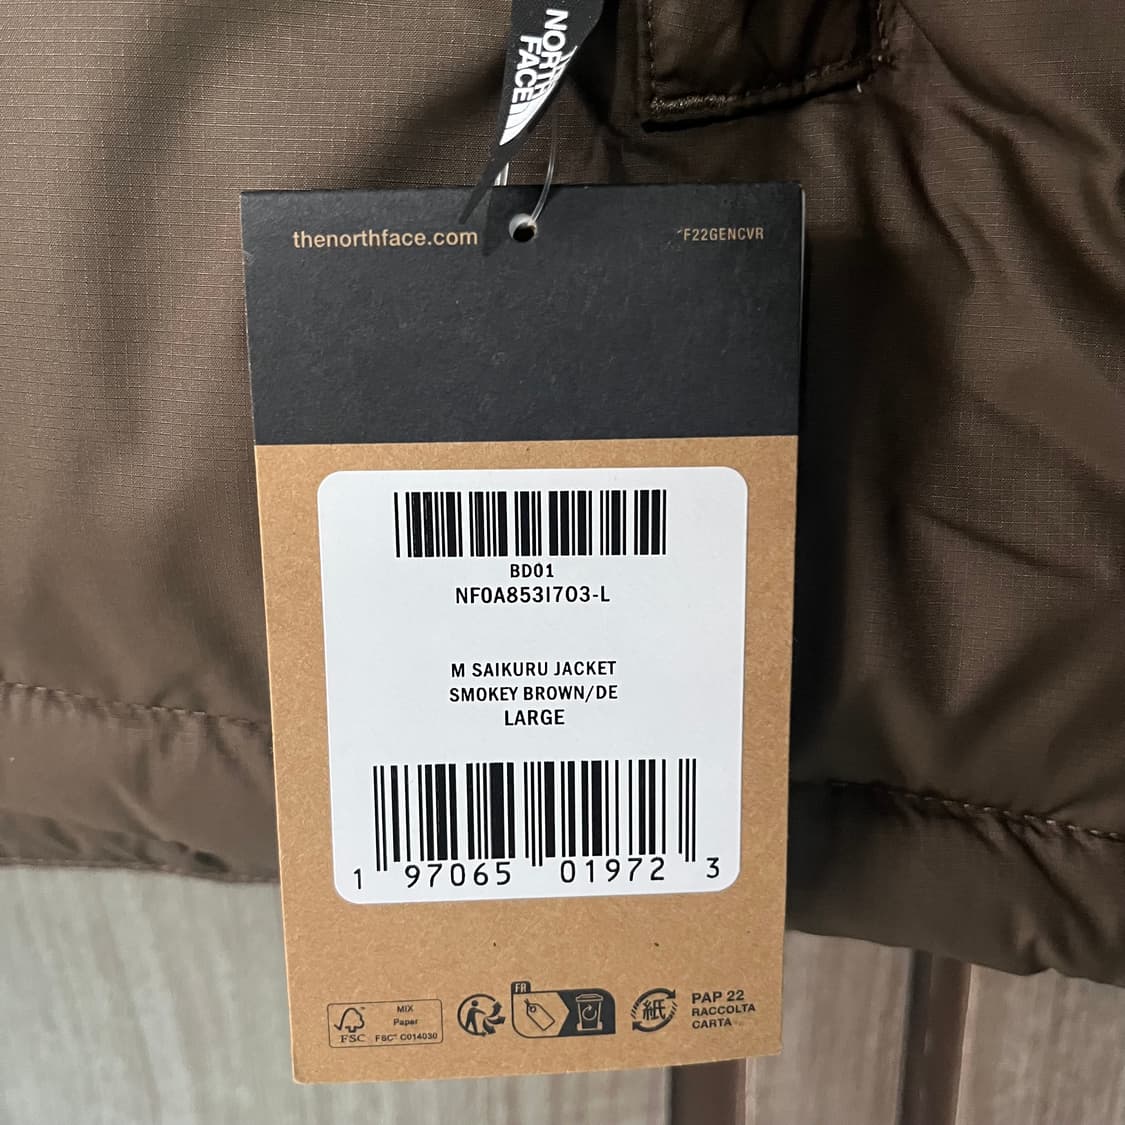 NORTH
FACE
thenorthface.com
F22GENCVR
BD01
NF0A853I7O3-L
M SAIKURU JACKET
SMOKEY BROWN/DE
LARGE
1 97065 01972 3
FR
MIX
Paper
FSC
FSC® C014030
紙
PAP 22
RACCOLTA
CARTA